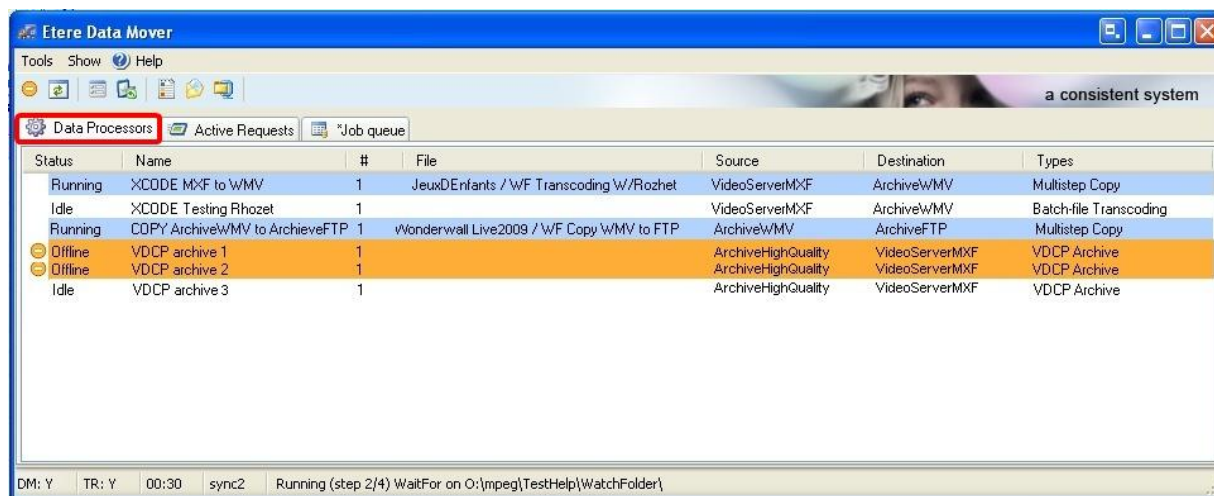 Etere Data Mover
Tools Show Help
a consistent system
Data Processors Active Requests *Job queue
Status Name # File Source Destination Types
Running XCODE MXF to WMV 1 JeuxDEnfants / WF Transcoding W/Rozhet VideoServerMXF ArchiveWMV Multistep Copy
Idle XCODE Testing Rhozet 1 VideoServerMXF ArchiveWMV Batch-file Transcoding
Running COPY ArchiveWMV to ArchieveFTP 1 Wonderwall Live2009 / WF Copy WMV to FTP ArchiveWMV ArchiveFTP Multistep Copy
Offline VDCP archive 1 1 ArchiveHighQuality VideoServerMXF VDCP Archive
Offline VDCP archive 2 1 ArchiveHighQuality VideoServerMXF VDCP Archive
Idle VDCP archive 3 1 ArchiveHighQuality VideoServerMXF VDCP Archive
DM: Y TR: Y 00:30 sync2 Running (step 2/4) WaitFor on O:\mpeg\TestHelp\WatchFolder\